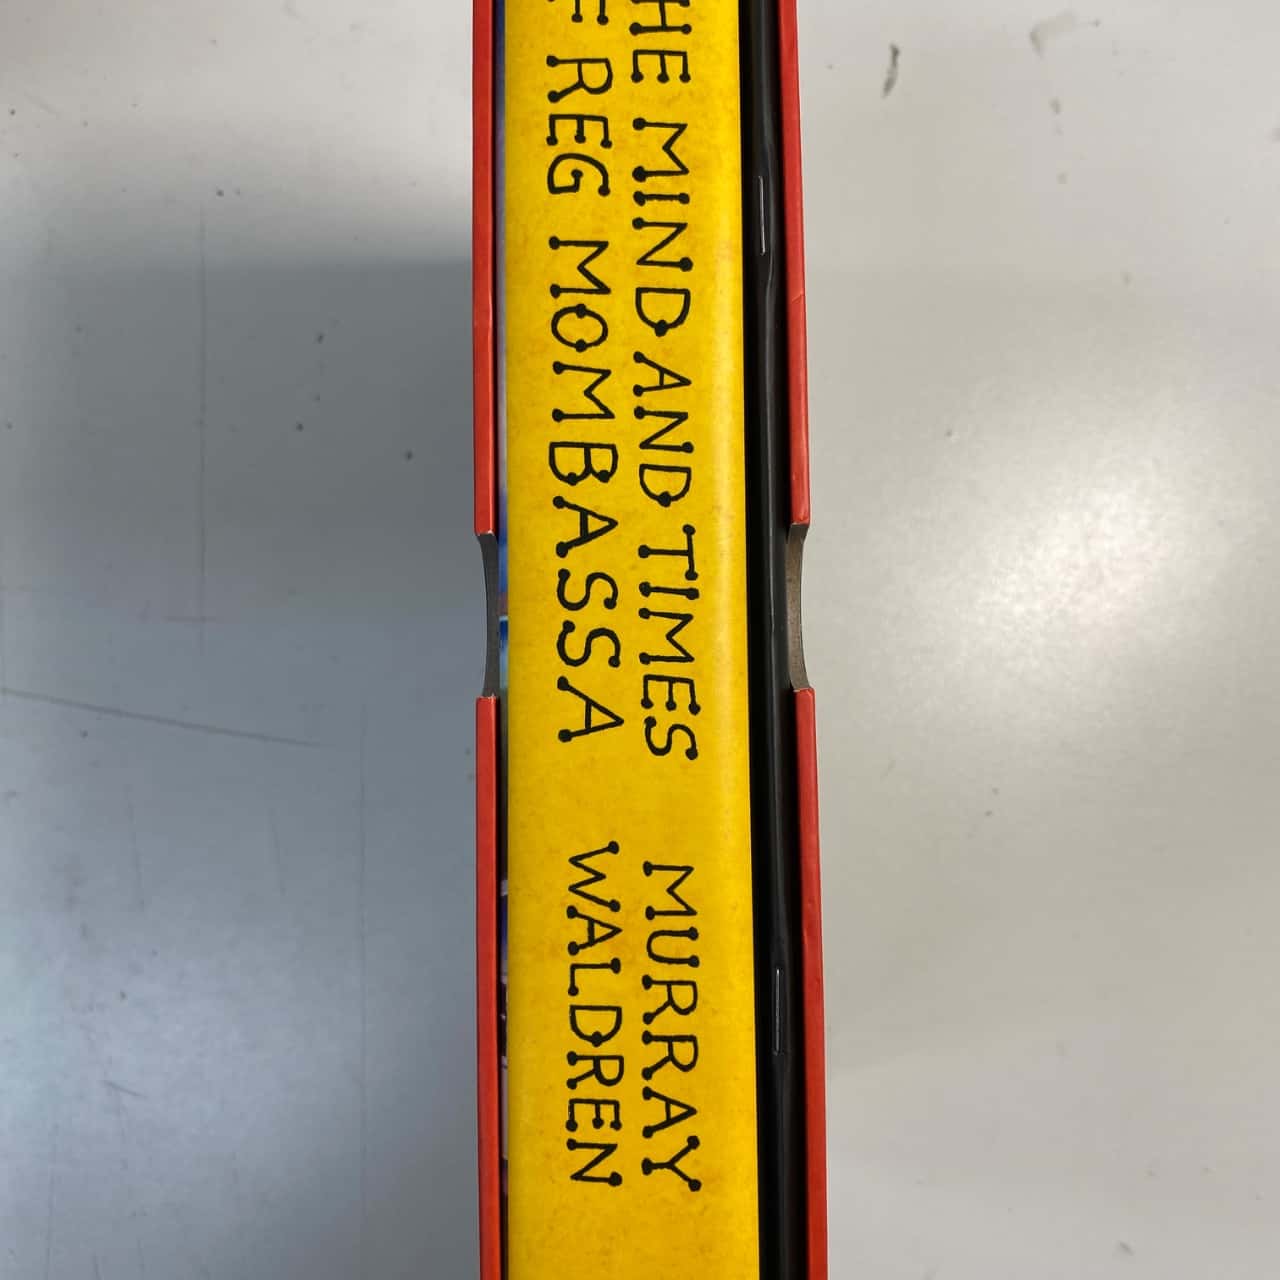 HE MIND AND TIMES
F REG MOMBASSA
MURRAY
WALDREN